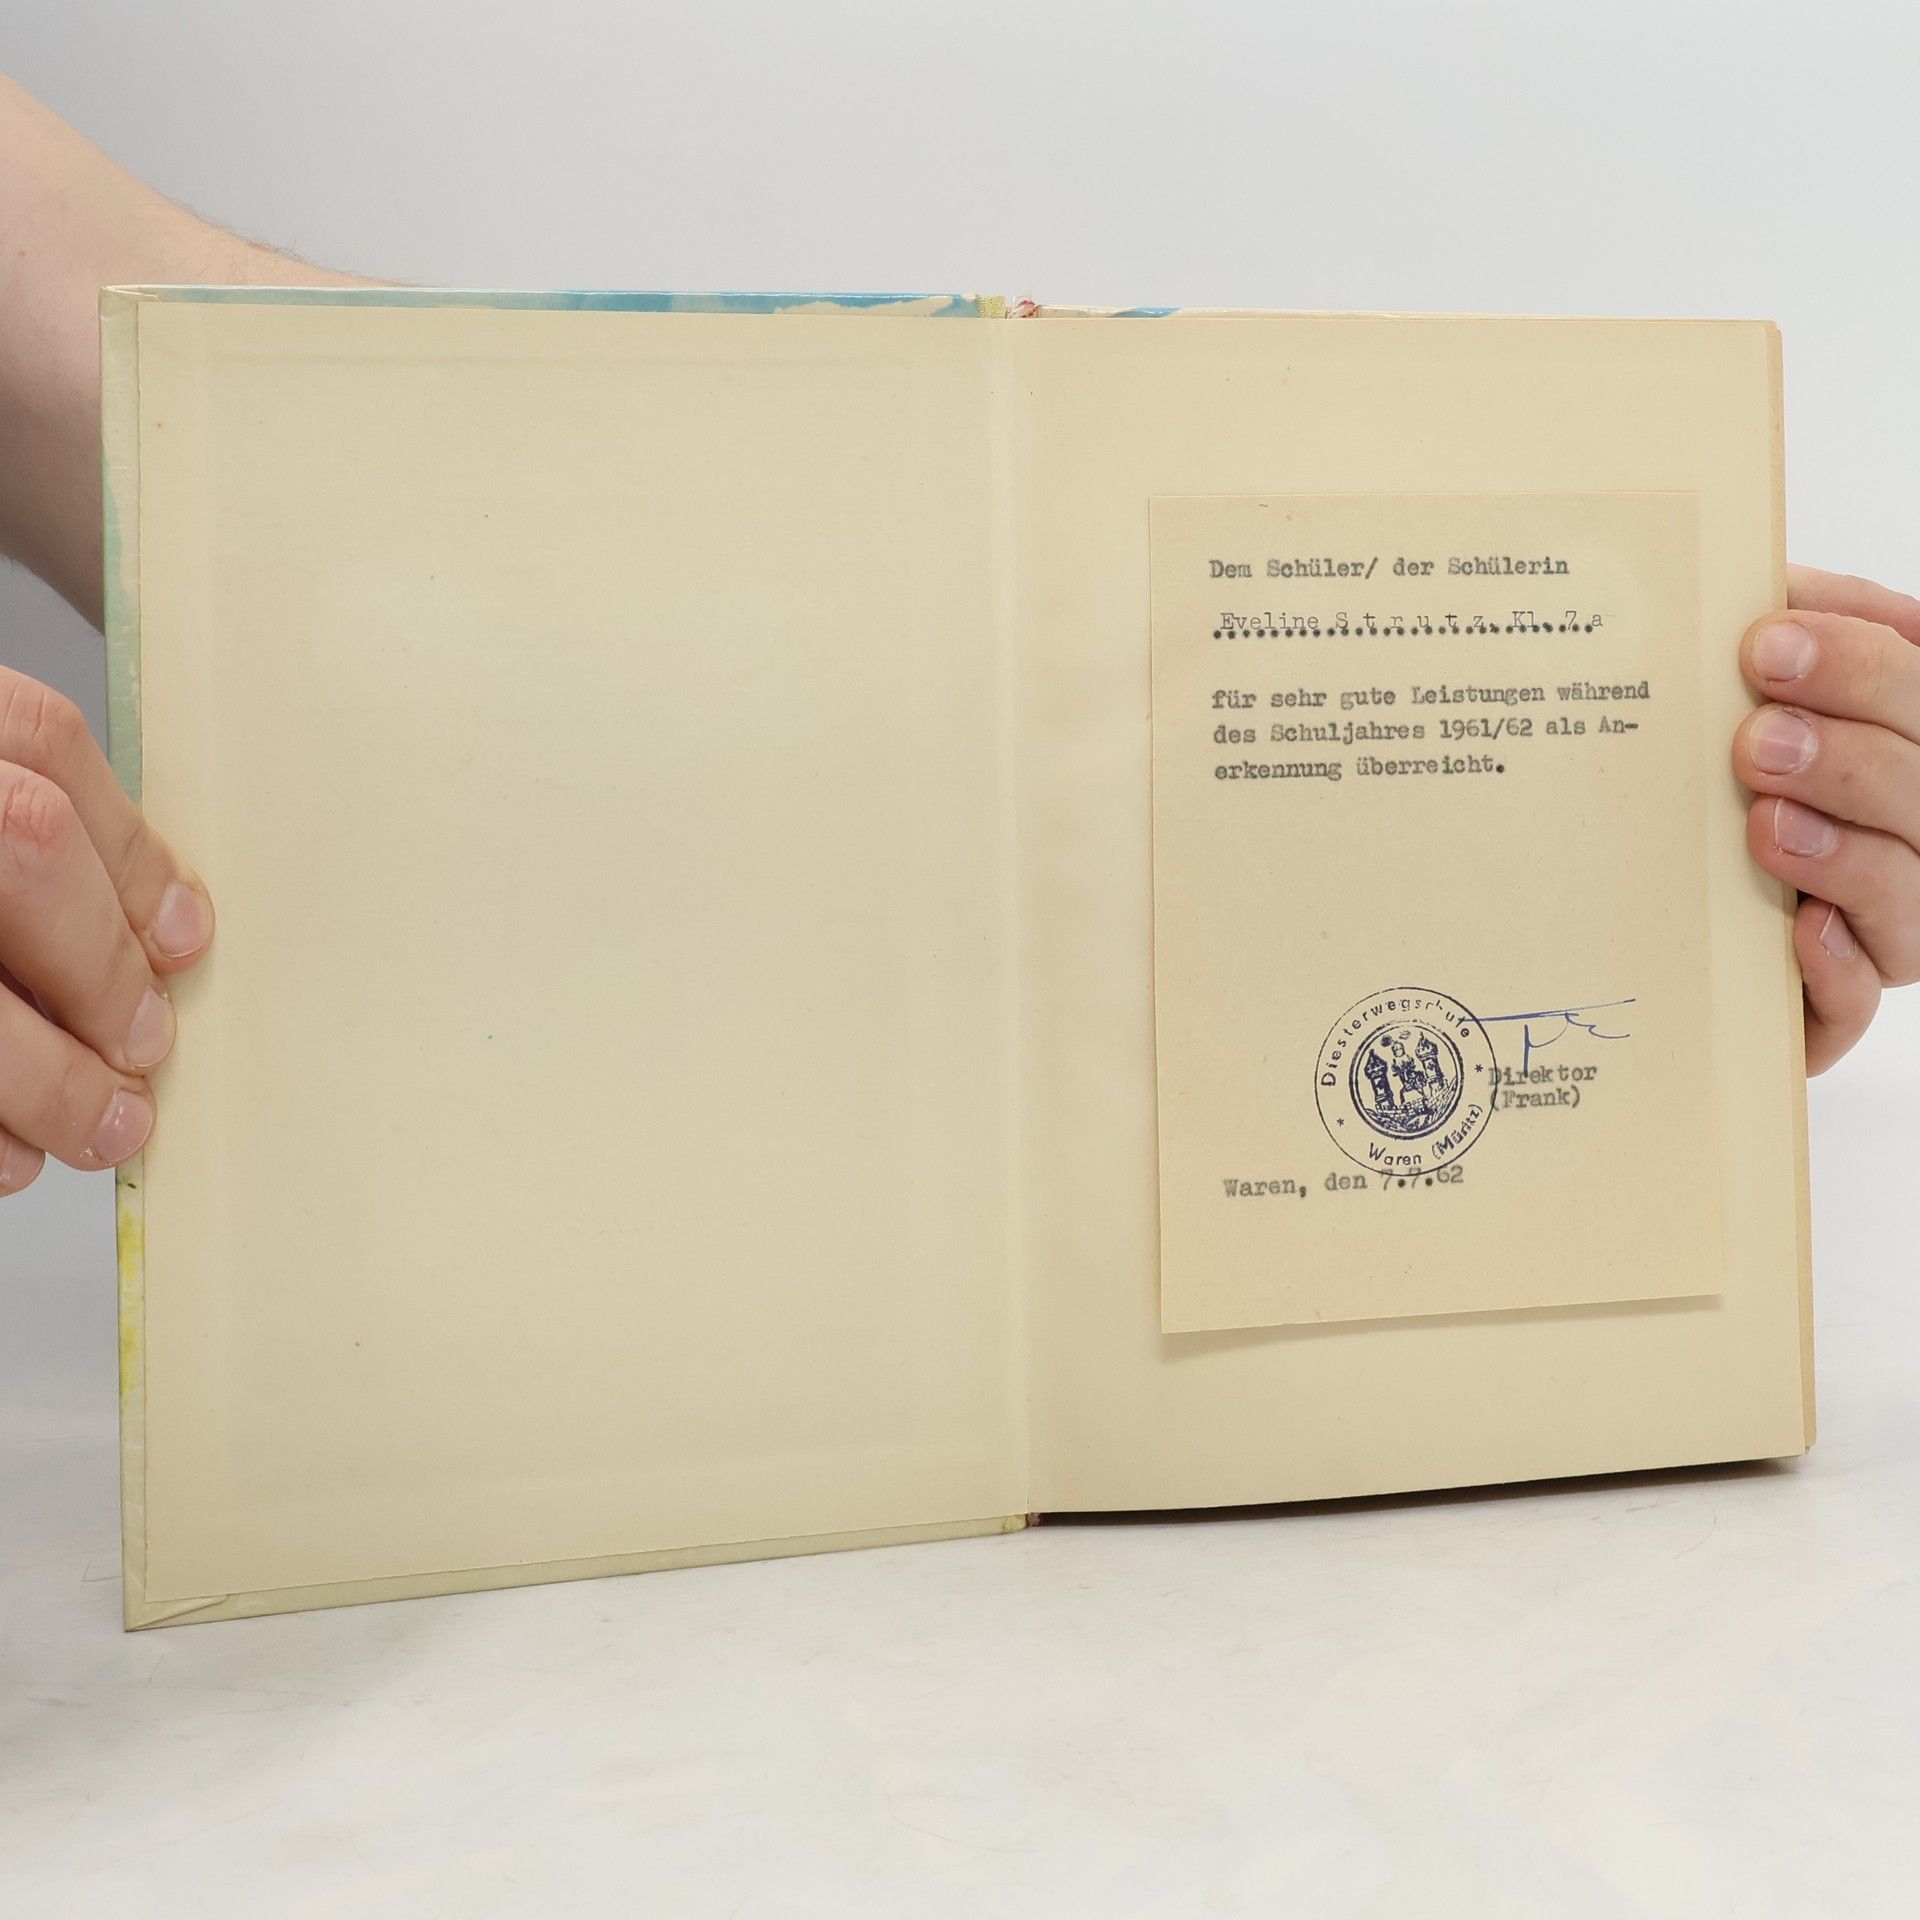 Dem Schüler/ der Schülerin
Eveline S t r u t z, Kl. 7 a
für sehr gute Leistungen während
des Schuljahres 1961/62 als An-
erkennung überreicht.
Diesterwegschule
* *
Waren (Müritz)
Direktor
(Frank)
Waren, den 7.7.62